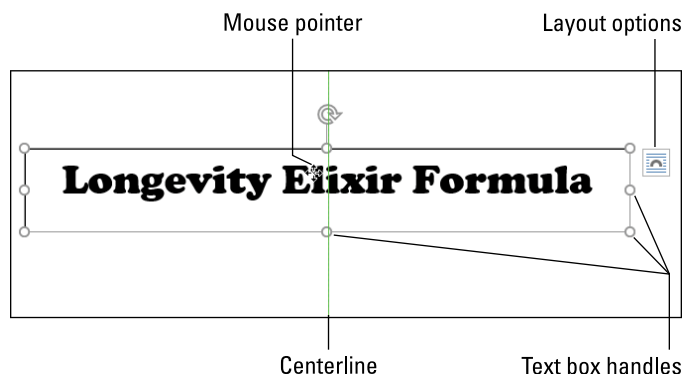 Mouse pointer
Layout options
Longevity Elixir Formula
Centerline
Text box handles